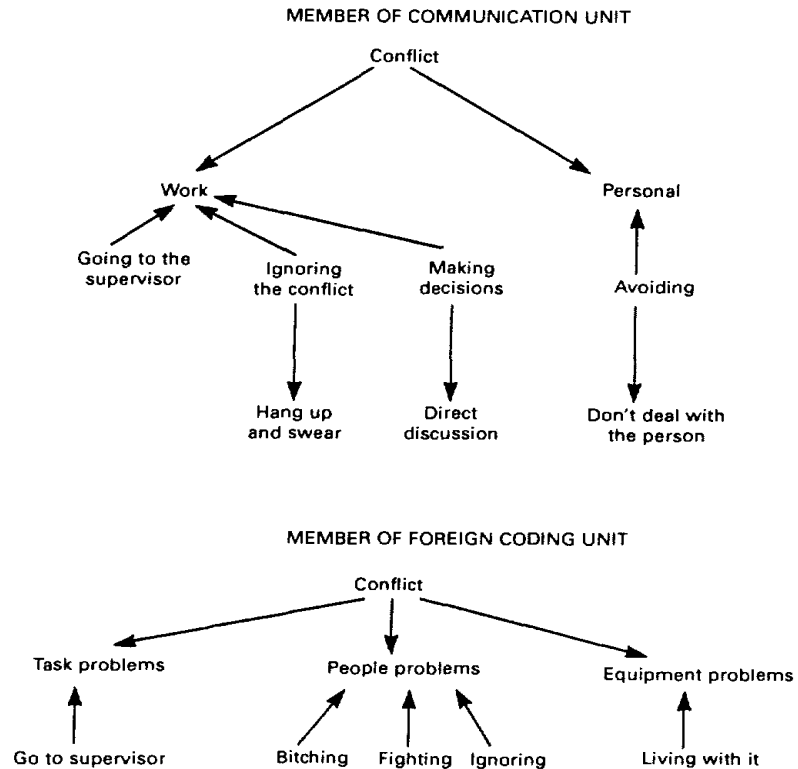 MEMBER OF COMMUNICATION UNIT
Conflict
Work
Personal
Going to the
supervisor
Ignoring
the conflict
Making
decisions
Avoiding
Hang up
and swear
Direct
discussion
Don't deal with
the person
MEMBER OF FOREIGN CODING UNIT
Conflict
Task problems
People problems
Equipment problems
Go to supervisor
Bitching
Fighting
Ignoring
Living with it